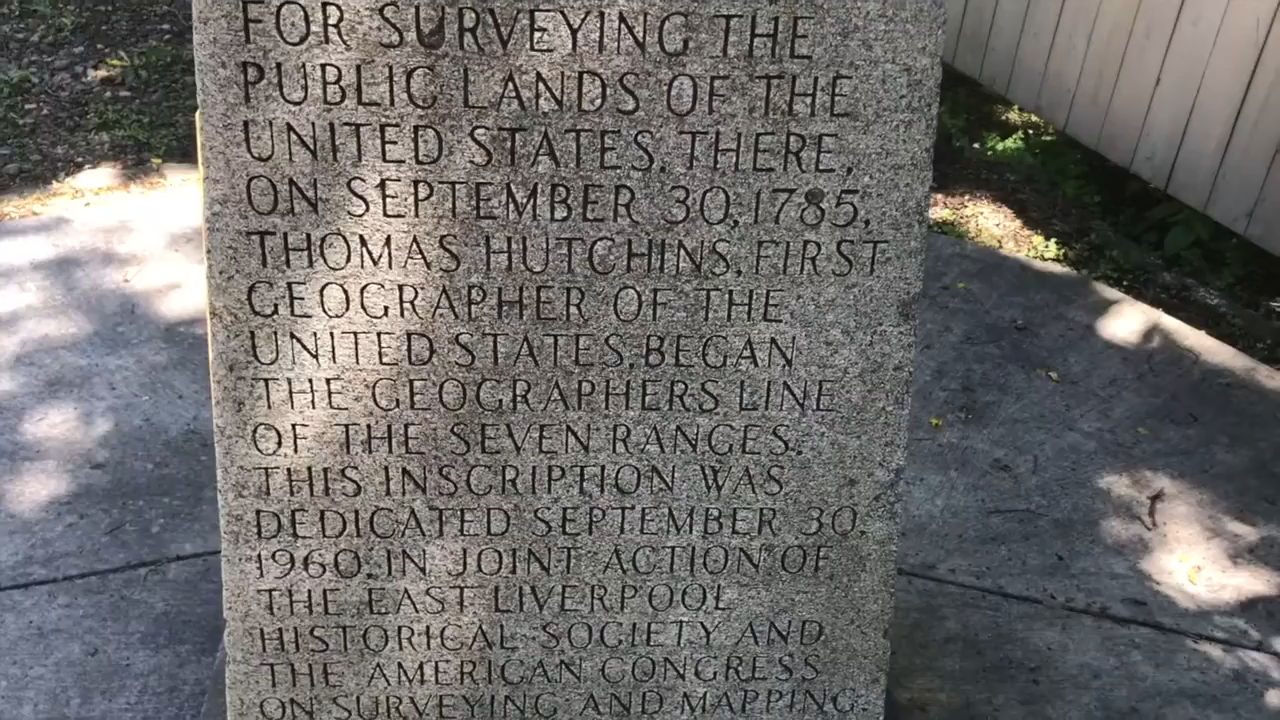 FOR SURVEYING THE
PUBLIC LANDS OF THE
UNITED STATES. THERE,
ON SEPTEMBER 30, 1785,
THOMAS HUTCHINS, FIRST
GEOGRAPHER OF THE
UNITED STATES, BEGAN
THE GEOGRAPHERS LINE
OF THE SEVEN RANGES.
THIS INSCRIPTION WAS
DEDICATED SEPTEMBER 30,
1960, IN JOINT ACTION OF
THE EAST LIVERPOOL
HISTORICAL SOCIETY AND
THE AMERICAN CONGRESS
ON SURVEYING AND MAPPING.